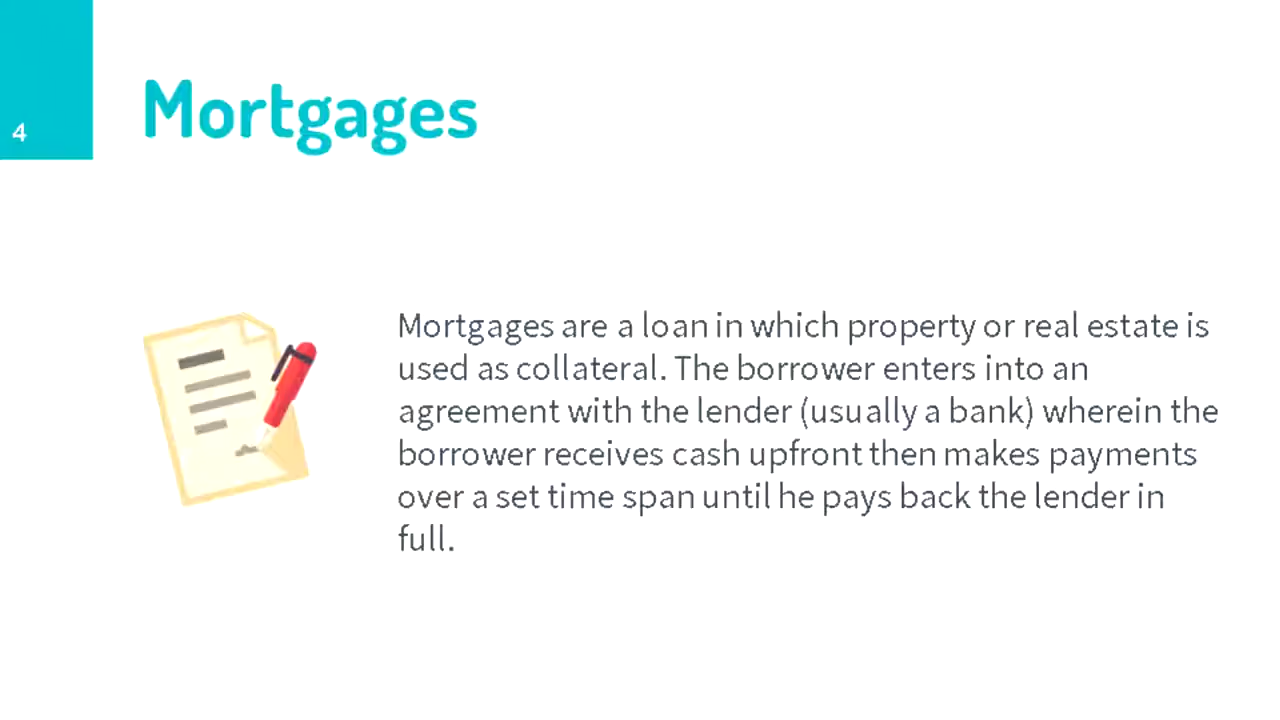 4
Mortgages
Mortgages are a loan in which property or real estate is
used as collateral. The borrower enters into an
agreement with the lender (usually a bank) wherein the
borrower receives cash upfront then makes payments
over a set time span until he pays back the lender in
full.